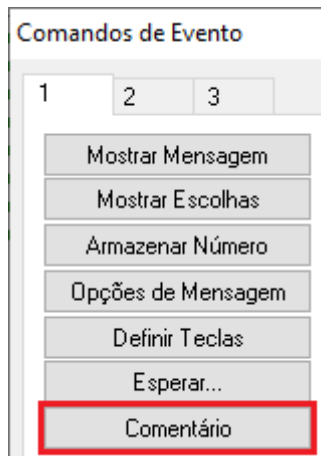 Comandos de Evento
1 2 3
Mostrar Mensagem
Mostrar Escolhas
Armazenar Número
Opções de Mensagem
Definir Teclas
Esperar...
Comentário